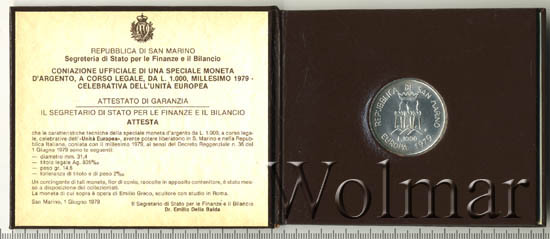 REPUBBLICA DI SAN MARINO
Segreteria di Stato per le Finanze e il Bilancio
CONIAZIONE UFFICIALE DI UNA SPECIALE MONETA
D'ARGENTO, A CORSO LEGALE, DA L. 1.000, MILLESIMO 1979 -
CELEBRATIVA DELL'UNITÀ EUROPEA
ATTESTATO DI GARANZIA
IL SEGRETARIO DI STATO PER LE FINANZE E IL BILANCIO
ATTESTA
che le caratteristiche tecniche della speciale moneta d'argento da L. 1.000, a corso lega-
le, celebrativa dell'«Unità Europea», avente potere liberatorio in S. Marino e nella Repub-
blica Italiana, coniata con il millesimo 1979, ai sensi del Decreto Reggenziale n. 36 del
1 Giugno 1979 sono le seguenti:
— diametro mm. 31,4
— titolo legale Ag. 835‰
— peso gr. 14,6
— tolleranza di titolo e di peso 2‰
Un contingente di tali monete, fior di conio, raccolte in apposito contenitore, è stato mes-
so a disposizione dei collezionisti.
La moneta di cui sopra è opera di Emilio Greco, scultore con studio in Roma.
San Marino, 1 Giugno 1979
Il Segretario di Stato per le Finanze e il Bilancio
Dr. Emilio Della Balda
REPUBBLICA DI SAN MARINO
L.1000
EUROPA 1979
Wolmar